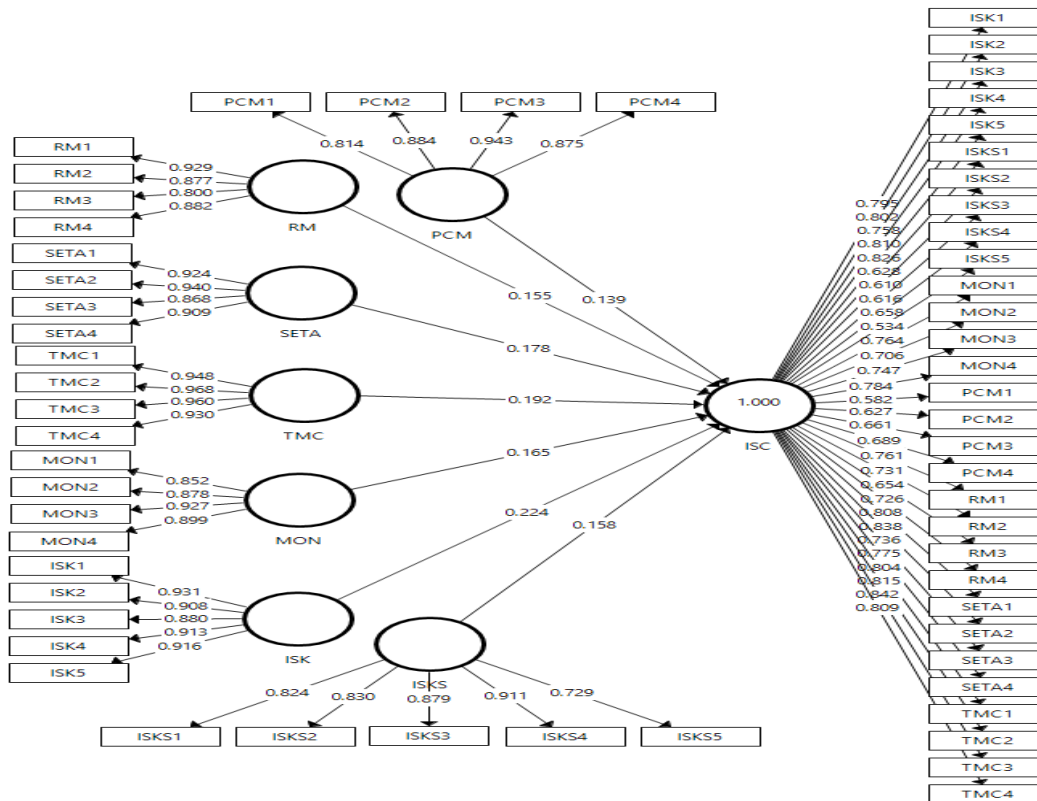 PCM1
PCM2
PCM3
PCM4
0.814
0.884
0.943
0.875
PCM
RM1
RM2
RM3
RM4
0.929
0.877
0.800
0.882
RM
SETA1
SETA2
SETA3
SETA4
0.924
0.940
0.868
0.909
SETA
TMC1
TMC2
TMC3
TMC4
0.948
0.968
0.960
0.930
TMC
MON1
MON2
MON3
MON4
0.852
0.878
0.927
0.899
MON
ISK1
ISK2
ISK3
ISK4
ISK5
0.931
0.908
0.880
0.913
0.916
ISK
ISKS
0.824
0.830
0.879
0.911
0.729
ISKS1
ISKS2
ISKS3
ISKS4
ISKS5
0.155
0.139
0.178
0.192
0.165
0.224
0.158
1.000
ISC
0.795
0.802
0.758
0.810
0.826
0.628
0.610
0.616
0.658
0.534
0.764
0.706
0.747
0.784
0.582
0.627
0.661
0.689
0.761
0.731
0.654
0.726
0.808
0.838
0.736
0.775
0.804
0.815
0.842
0.809
ISK1
ISK2
ISK3
ISK4
ISK5
ISKS1
ISKS2
ISKS3
ISKS4
ISKS5
MON1
MON2
MON3
MON4
PCM1
PCM2
PCM3
PCM4
RM1
RM2
RM3
RM4
SETA1
SETA2
SETA3
SETA4
TMC1
TMC2
TMC3
TMC4